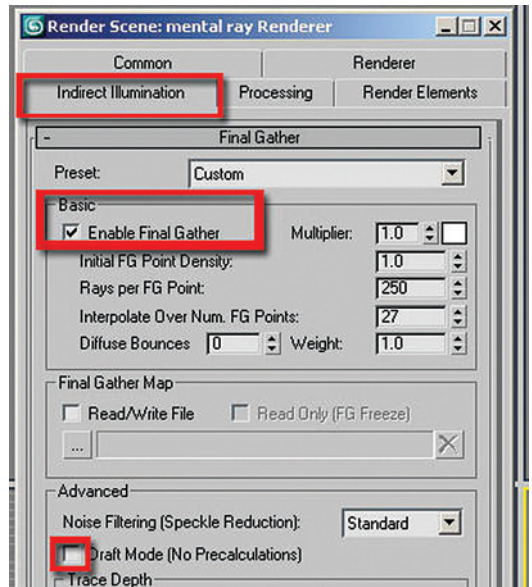 Render Scene: mental ray Renderer
Common Renderer
Indirect Illumination Processing Render Elements
- Final Gather
Preset: Custom
Basic
Enable Final Gather Multiplier: 1.0
Initial FG Point Density: 1.0
Rays per FG Point: 250
Interpolate Over Num. FG Points: 27
Diffuse Bounces 0 Weight: 1.0
Final Gather Map
Read/Write File Read Only (FG Freeze)
...
Advanced
Noise Filtering (Speckle Reduction): Standard
Draft Mode (No Precalculations)
Trace Depth